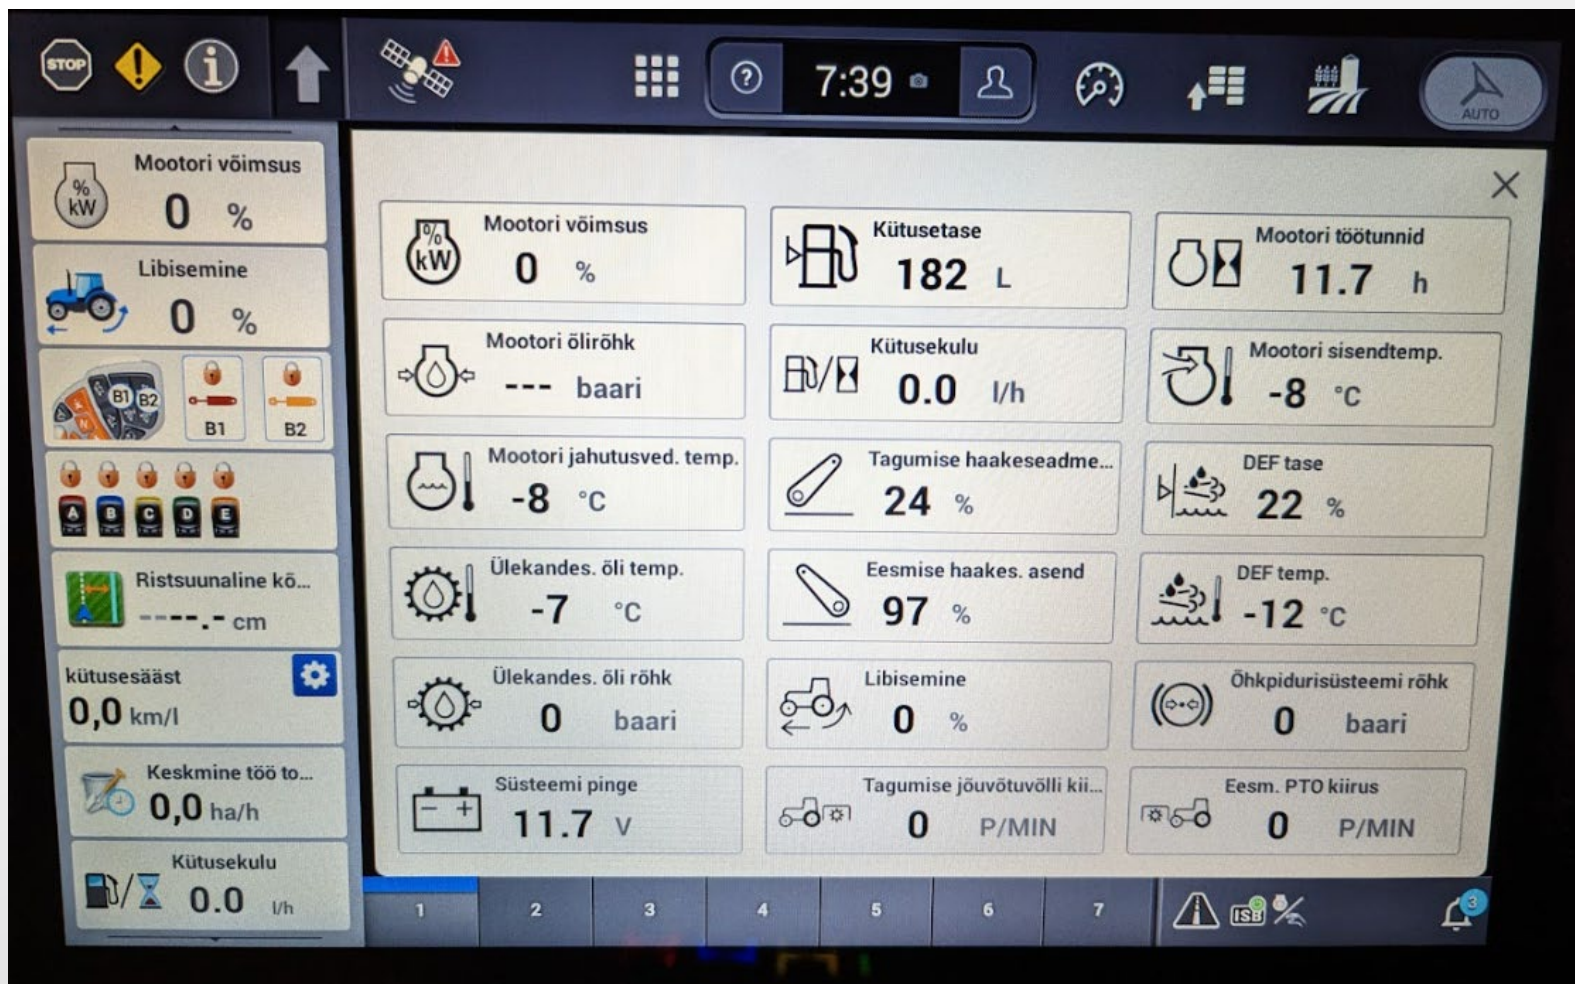 STOP
7:39
AUTO
Mootori võimsus
% kW
0 %
Libisemine
0 %
B1 B2
B1 B2
A B C D E
Ristsuunaline kõ...
----.- cm
kütusesääst
0,0 km/l
Keskmine töö to...
0,0 ha/h
Kütusekulu
0.0 l/h
Mootori võimsus
% kW
0 %
Kütusetase
182 L
Mootori töötunnid
11.7 h
Mootori õlirõhk
--- baari
Kütusekulu
0.0 l/h
Mootori sisendtemp.
-8 °C
Mootori jahutusved. temp.
-8 °C
Tagumise haakeseadme...
24 %
DEF tase
22 %
Ülekandes. õli temp.
-7 °C
Eesmise haakes. asend
97 %
DEF temp.
-12 °C
Ülekandes. õli rõhk
0 baari
Libisemine
0 %
Õhkpidurisüsteemi rõhk
0 baari
Süsteemi pinge
11.7 V
Tagumise jõuvõtuvõlli kii...
0 P/MIN
Eesm. PTO kiirus
0 P/MIN
1 2 3 4 5 6 7
ISB
3